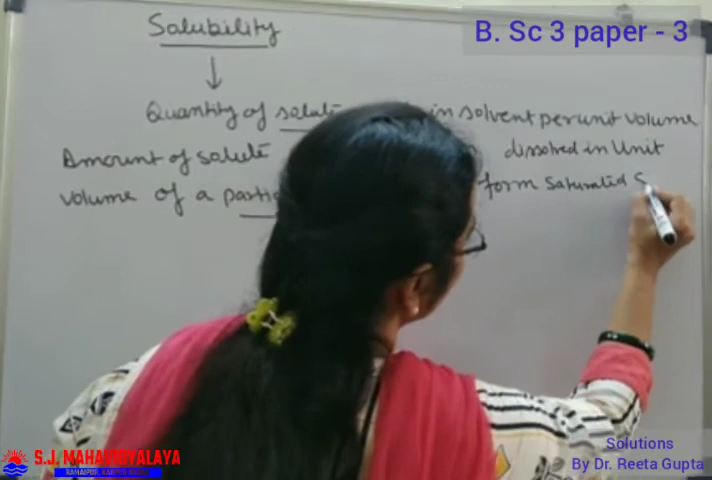 B. Sc 3 paper - 3
Solubility
Quantity of solute in solvent per unit volume
Amount of solute dissolved in Unit
volume of a form Saturated S
S.J. MAHAVIDYALAYA
Solutions
By Dr. Reeta Gupta